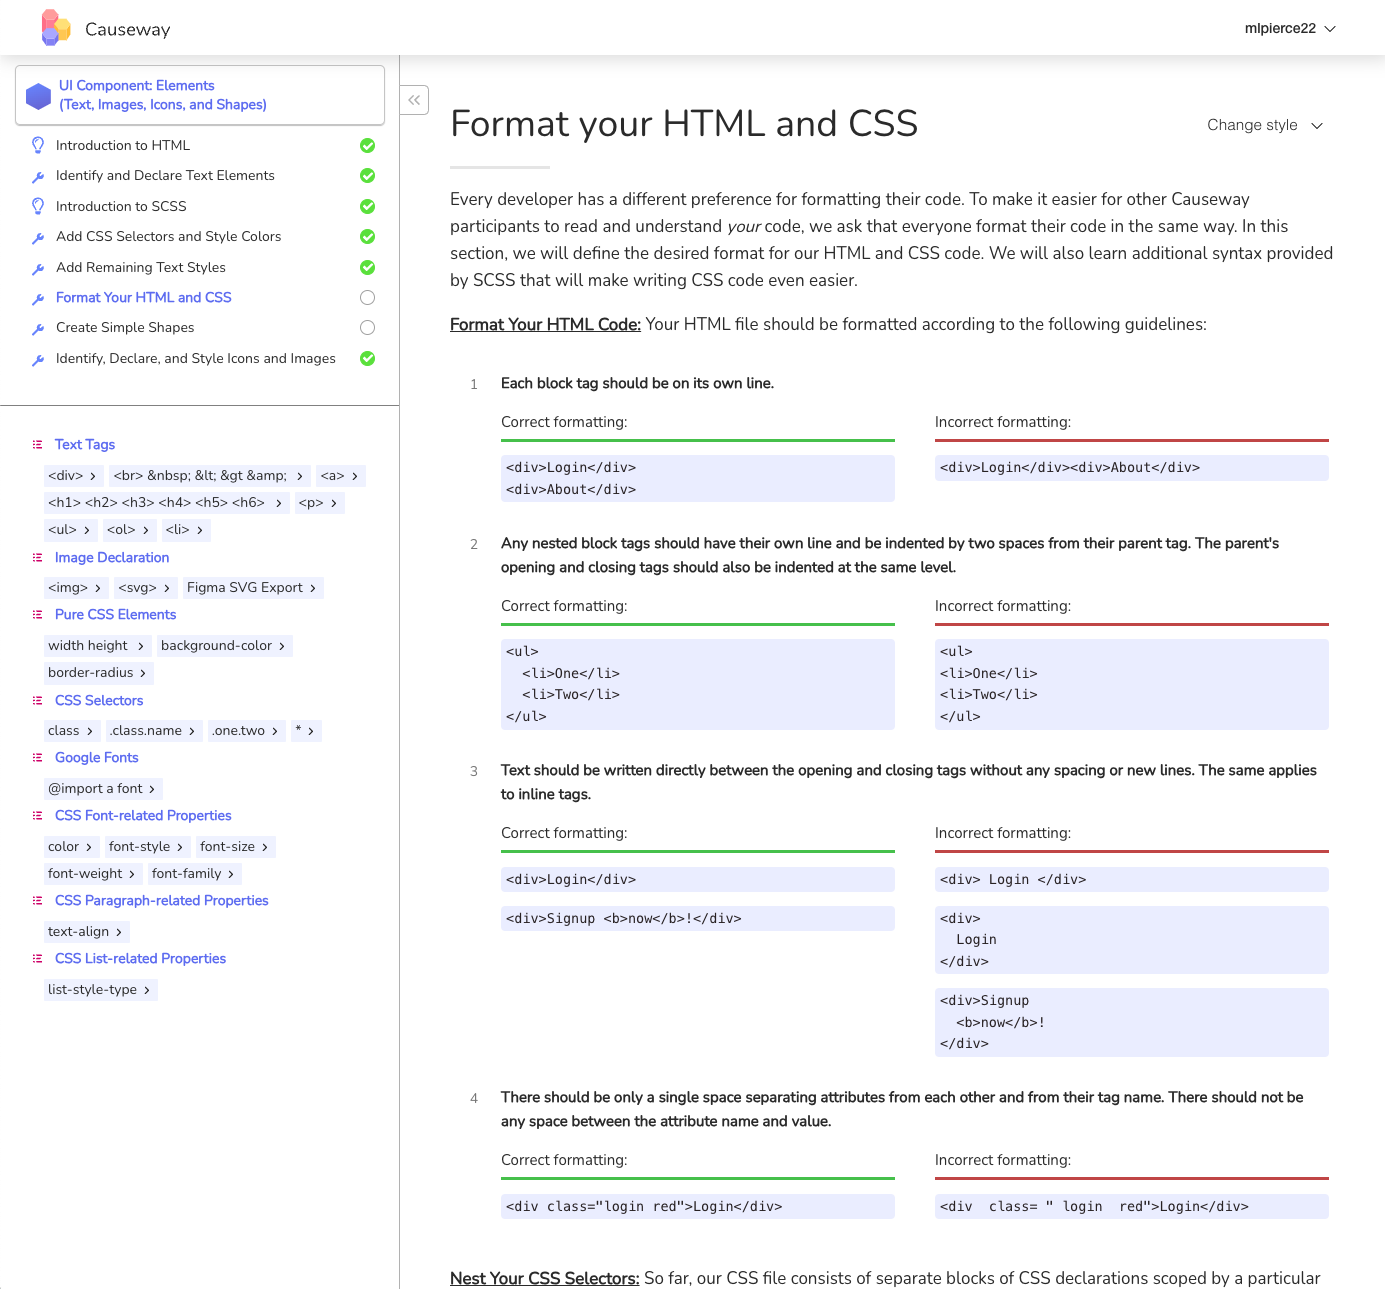 Causeway
mlpierce22
UI Component: Elements
(Text, Images, Icons, and Shapes)
Introduction to HTML
Identify and Declare Text Elements
Introduction to SCSS
Add CSS Selectors and Style Colors
Add Remaining Text Styles
Format Your HTML and CSS
Create Simple Shapes
Identify, Declare, and Style Icons and Images
Text Tags
<div> <br> &nbsp; &lt; &gt &amp; <a>
<h1> <h2> <h3> <h4> <h5> <h6> <p>
<ul> <ol> <li>
Image Declaration
<img> <svg> Figma SVG Export
Pure CSS Elements
width height background-color
border-radius
CSS Selectors
class .class.name .one.two *
Google Fonts
@import a font
CSS Font-related Properties
color font-style font-size
font-weight font-family
CSS Paragraph-related Properties
text-align
CSS List-related Properties
list-style-type
Format your HTML and CSS
Change style
Every developer has a different preference for formatting their code. To make it easier for other Causeway
participants to read and understand your code, we ask that everyone format their code in the same way. In this
section, we will define the desired format for our HTML and CSS code. We will also learn additional syntax provided
by SCSS that will make writing CSS code even easier.
Format Your HTML Code: Your HTML file should be formatted according to the following guidelines:
1 Each block tag should be on its own line.
Correct formatting:
<div>Login</div>
<div>About</div>
Incorrect formatting:
<div>Login</div><div>About</div>
2 Any nested block tags should have their own line and be indented by two spaces from their parent tag. The parent's
opening and closing tags should also be indented at the same level.
Correct formatting:
<ul>
  <li>One</li>
  <li>Two</li>
</ul>
Incorrect formatting:
<ul>
<li>One</li>
<li>Two</li>
</ul>
3 Text should be written directly between the opening and closing tags without any spacing or new lines. The same applies
to inline tags.
Correct formatting:
<div>Login</div>
<div>Signup <b>now</b>!</div>
Incorrect formatting:
<div> Login </div>
<div>
  Login
</div>
<div>Signup
  <b>now</b>!
</div>
4 There should be only a single space separating attributes from each other and from their tag name. There should not be
any space between the attribute name and value.
Correct formatting:
<div class="login red">Login</div>
Incorrect formatting:
<div  class= " login  red">Login</div>
Nest Your CSS Selectors: So far, our CSS file consists of separate blocks of CSS declarations scoped by a particular